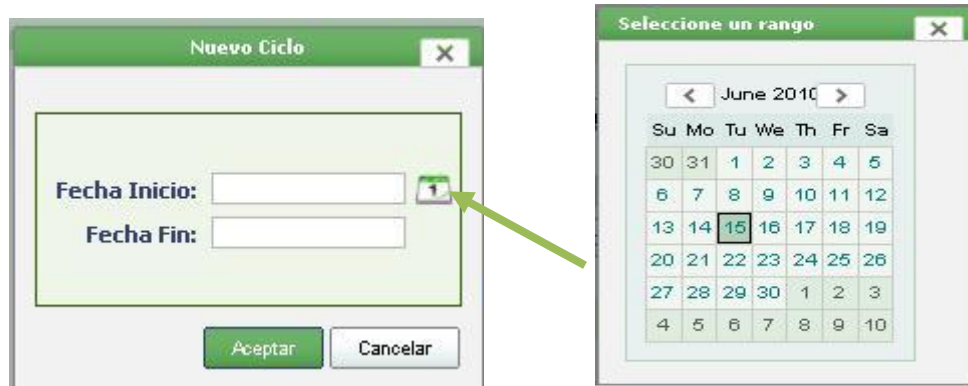 Nuevo Ciclo
Fecha Inicio:
1
Fecha Fin:
Aceptar Cancelar
Seleccione un rango
< June 2010 >
Su Mo Tu We Th Fr Sa
30 31 1 2 3 4 5
6 7 8 9 10 11 12
13 14 15 16 17 18 19
20 21 22 23 24 25 26
27 28 29 30 1 2 3
4 5 6 7 8 9 10